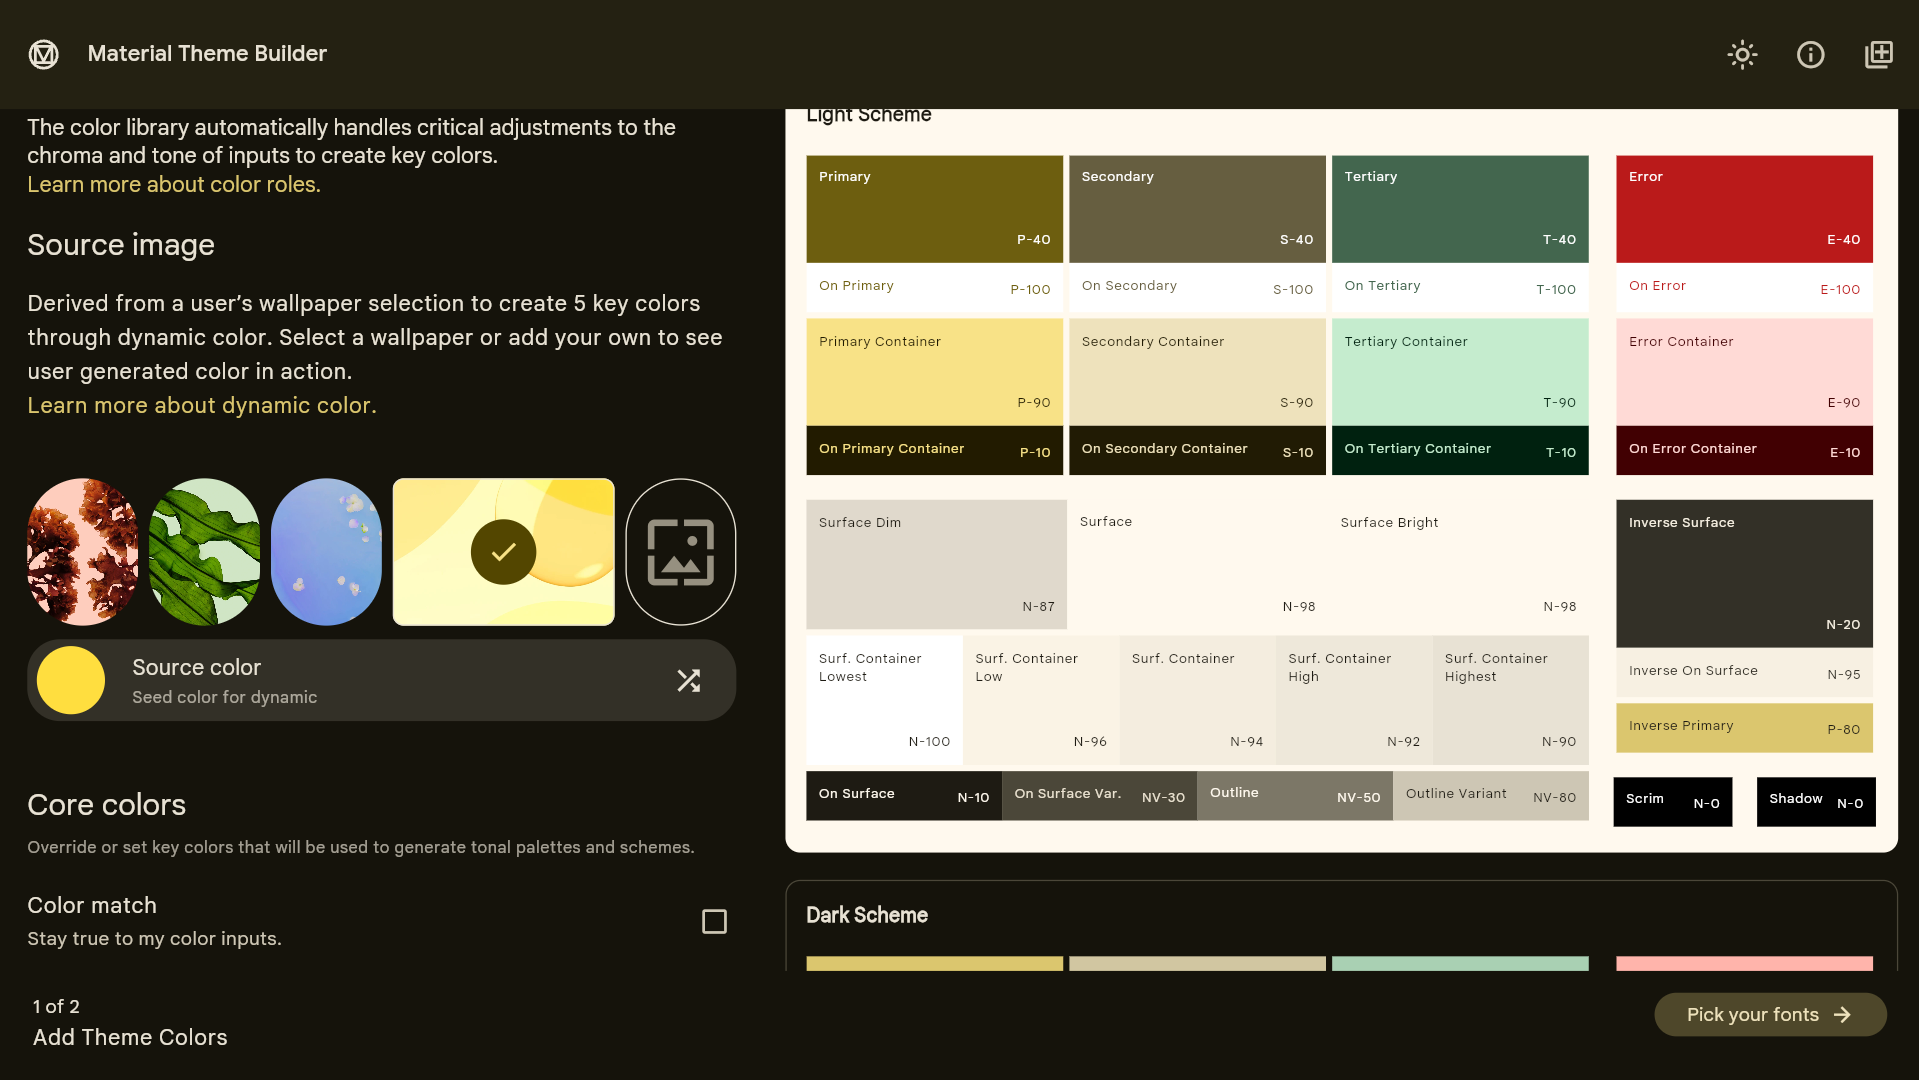 Material Theme Builder
The color library automatically handles critical adjustments to the
chroma and tone of inputs to create key colors.
Learn more about color roles.
Source image
Derived from a user’s wallpaper selection to create 5 key colors
through dynamic color. Select a wallpaper or add your own to see
user generated color in action.
Learn more about dynamic color.
Source color
Seed color for dynamic
Core colors
Override or set key colors that will be used to generate tonal palettes and schemes.
Color match
Stay true to my color inputs.
1 of 2
Add Theme Colors
Light Scheme
Primary
P-40
Secondary
S-40
Tertiary
T-40
Error
E-40
On Primary P-100
On Secondary S-100
On Tertiary T-100
On Error E-100
Primary Container
P-90
Secondary Container
S-90
Tertiary Container
T-90
Error Container
E-90
On Primary Container P-10
On Secondary Container S-10
On Tertiary Container T-10
On Error Container E-10
Surface Dim
N-87
Surface
N-98
Surface Bright
N-98
Inverse Surface
N-20
Surf. Container
Lowest
N-100
Surf. Container
Low
N-96
Surf. Container
N-94
Surf. Container
High
N-92
Surf. Container
Highest
N-90
Inverse On Surface N-95
Inverse Primary P-80
On Surface N-10
On Surface Var. NV-30
Outline NV-50
Outline Variant NV-80
Scrim N-0
Shadow N-0
Dark Scheme
Pick your fonts